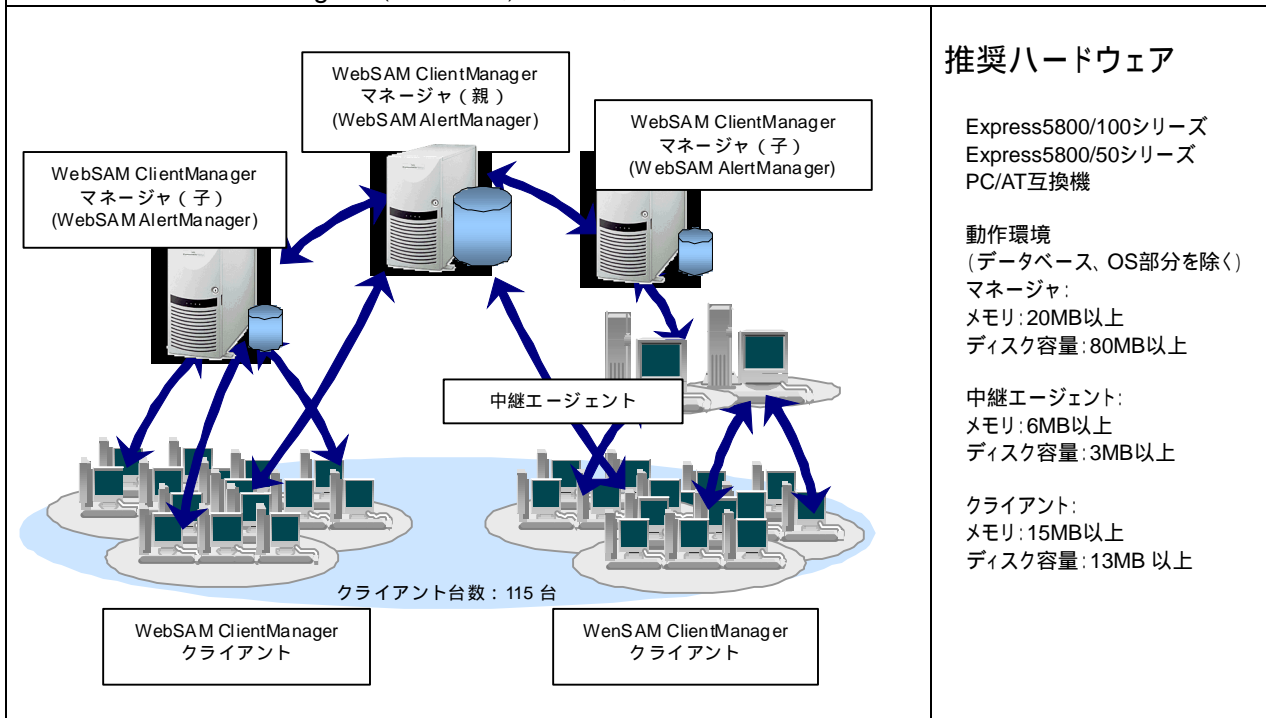 WebSAM ClientManager
マネージャ（親）
(WebSAM AlertManager)
WebSAM ClientManager
マネージャ（子）
(WebSAM AlertManager)
WebSAM ClientManager
マネージャ（子）
(WebSAM AlertManager)
中継エージェント
クライアント台数：115 台
WebSAM ClientManager
クライアント
WenSAM ClientManager
クライアント
推奨ハードウェア
Express5800/100シリーズ
Express5800/50シリーズ
PC/AT互換機
動作環境
(データベース、OS部分を除く)
マネージャ:
メモリ:20MB以上
ディスク容量:80MB以上
中継エージェント:
メモリ:6MB以上
ディスク容量:3MB以上
クライアント:
メモリ:15MB以上
ディスク容量:13MB 以上